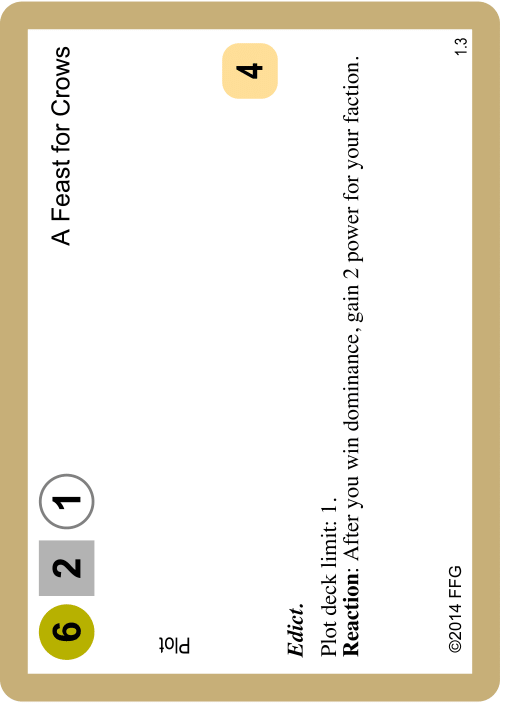 6 2 1 A Feast for Crows
Plot
4
Edict.
Plot deck limit: 1.
Reaction: After you win dominance, gain 2 power for your faction.
©2014 FFG 1.3